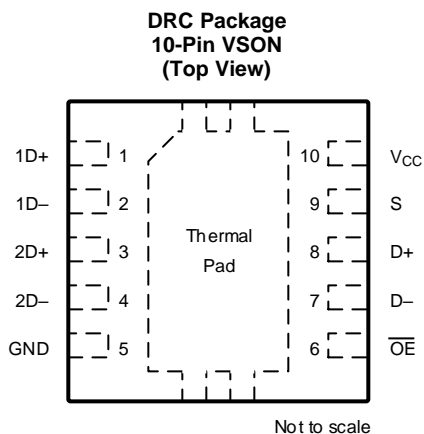 DRC Package
10-Pin VSON
(Top View)
1D+ 1 10 VCC
1D– 2 9 S
2D+ 3 Thermal 8 D+
Pad
2D– 4 7 D–
GND 5 6 O̅E̅
Not to scale